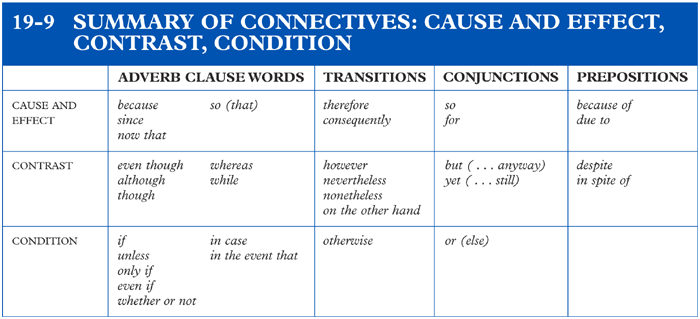 19-9 SUMMARY OF CONNECTIVES: CAUSE AND EFFECT,
CONTRAST, CONDITION
ADVERB CLAUSE WORDS TRANSITIONS CONJUNCTIONS PREPOSITIONS
CAUSE AND because so (that) therefore so because of
EFFECT since consequently for due to
now that
CONTRAST even though whereas however but ( . . . anyway) despite
although while nevertheless yet ( . . . still) in spite of
though nonetheless
on the other hand
CONDITION if in case otherwise or (else)
unless in the event that
only if
even if
whether or not